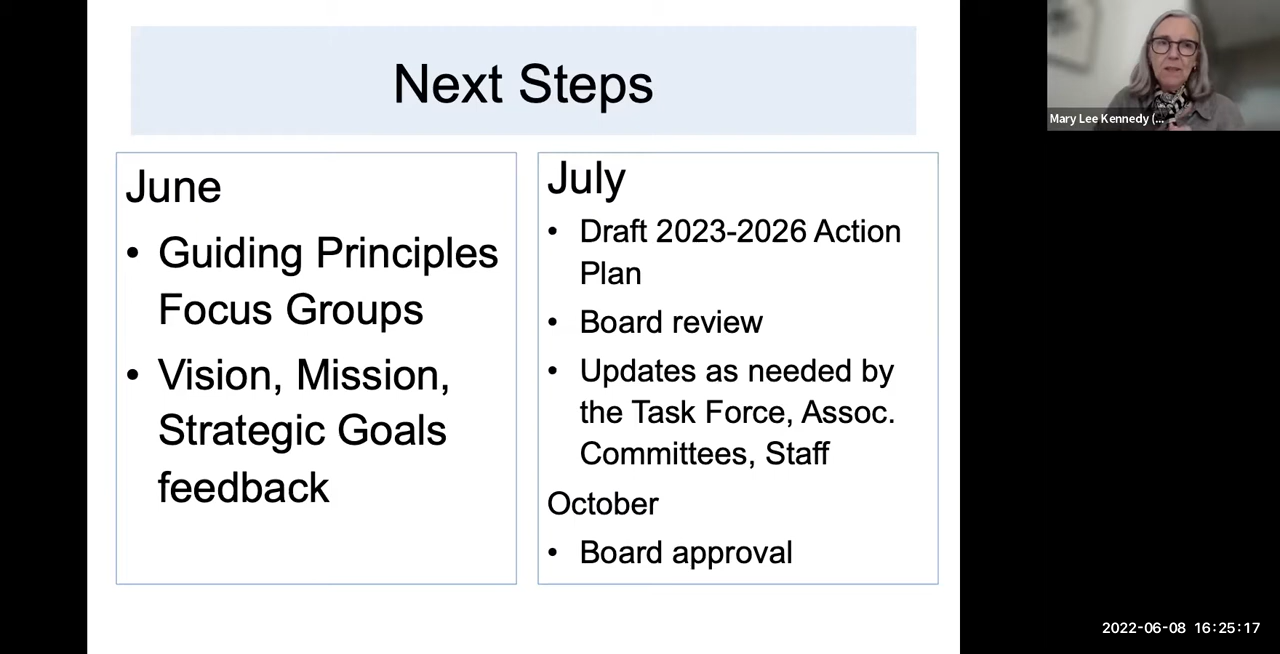 Next Steps
June
• Guiding Principles
Focus Groups
• Vision, Mission,
Strategic Goals
feedback
July
• Draft 2023-2026 Action
Plan
• Board review
• Updates as needed by
the Task Force, Assoc.
Committees, Staff
October
• Board approval
Mary Lee Kennedy (...
2022-06-08 16:25:17